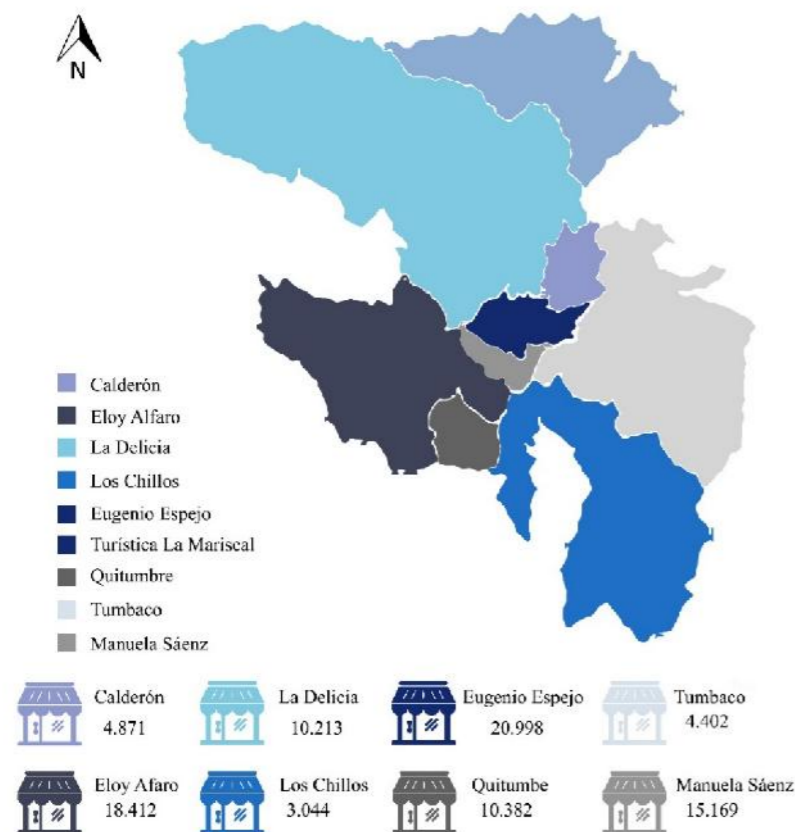 N
Calderón
Eloy Alfaro
La Delicia
Los Chillos
Eugenio Espejo
Turística La Mariscal
Quitumbre
Tumbaco
Manuela Sáenz
Calderón
4.871
La Delicia
10.213
Eugenio Espejo
20.998
Tumbaco
4.402
Eloy Afaro
18.412
Los Chillos
3.044
Quitumbe
10.382
Manuela Sáenz
15.169